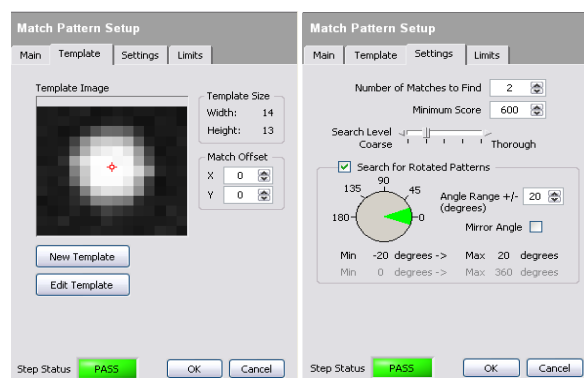 Match Pattern Setup
Main Template Settings Limits
Template Image
Template Size
Width: 14
Height: 13
Match Offset
X 0
Y 0
New Template
Edit Template
Step Status PASS OK Cancel
Match Pattern Setup
Main Template Settings Limits
Number of Matches to Find 2
Minimum Score 600
Search Level
Coarse Thorough
Search for Rotated Patterns
90
135 45
180 0
Angle Range +/- 20
(degrees)
Mirror Angle
Min -20 degrees -> Max 20 degrees
Min 0 degrees -> Max 360 degrees
Step Status PASS OK Cancel